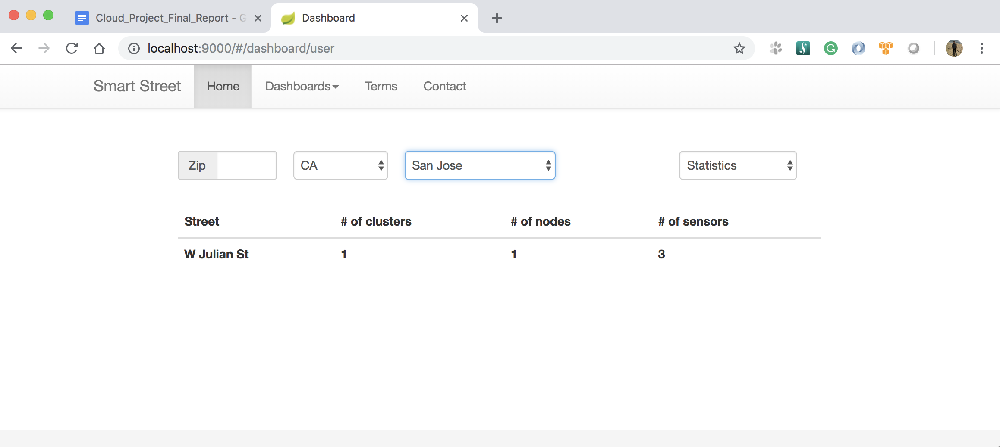 Cloud_Project_Final_Report - G
Dashboard
localhost:9000/#/dashboard/user
Smart Street
Home
Dashboards
Terms
Contact
Zip
CA
San Jose
Statistics
Street # of clusters # of nodes # of sensors
W Julian St 1 1 3